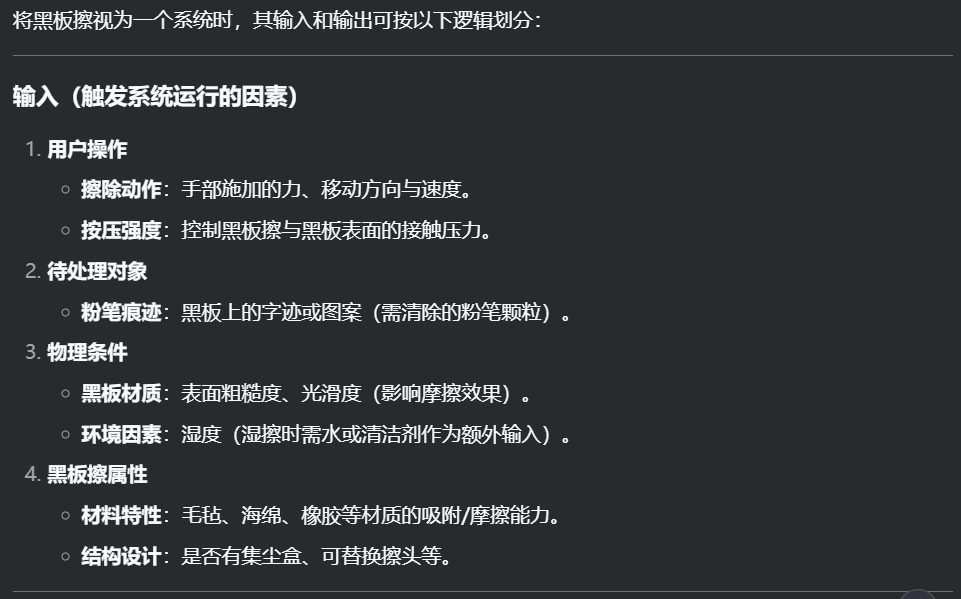 将黑板擦视为一个系统时，其输入和输出可按以下逻辑划分：
输入（触发系统运行的因素）
1. 用户操作
擦除动作：手部施加的力、移动方向与速度。
按压强度：控制黑板擦与黑板表面的接触压力。
2. 待处理对象
粉笔痕迹：黑板上的字迹或图案（需清除的粉笔颗粒）。
3. 物理条件
黑板材质：表面粗糙度、光滑度（影响摩擦效果）。
环境因素：湿度（湿擦时需水或清洁剂作为额外输入）。
4. 黑板擦属性
材料特性：毛毡、海绵、橡胶等材质的吸附/摩擦能力。
结构设计：是否有集尘盒、可替换擦头等。